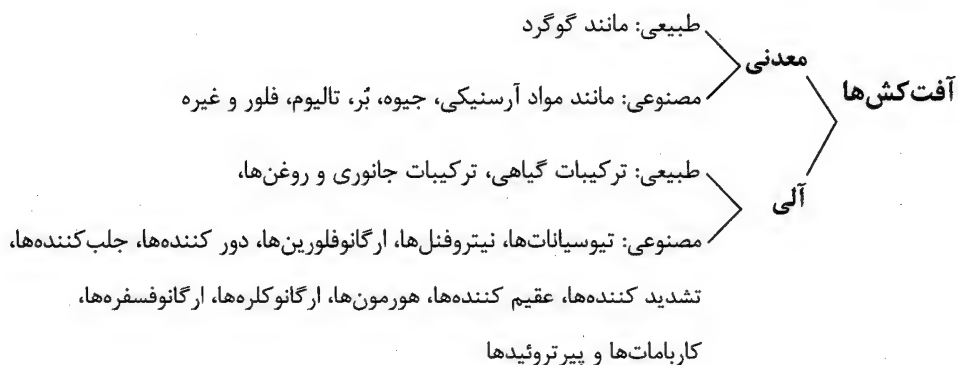 آفت‌کش‌ها
معدنی
طبیعی: مانند گوگرد
مصنوعی: مانند مواد آرسنیکی، جیوه، بُر، تالیوم، فلور و غیره
آلی
طبیعی: ترکیبات گیاهی، ترکیبات جانوری و روغن‌ها،
مصنوعی: تیوسیانات‌ها، نیتروفنل‌ها، ارگانوفلورین‌ها، دور کننده‌ها، جلب‌کننده‌ها،
تشدید کننده‌ها، عقیم کننده‌ها، هورمون‌ها، ارگانوکلره‌ها، ارگانوفسفره‌ها،
کاربامات‌ها و پیرتروئیدها